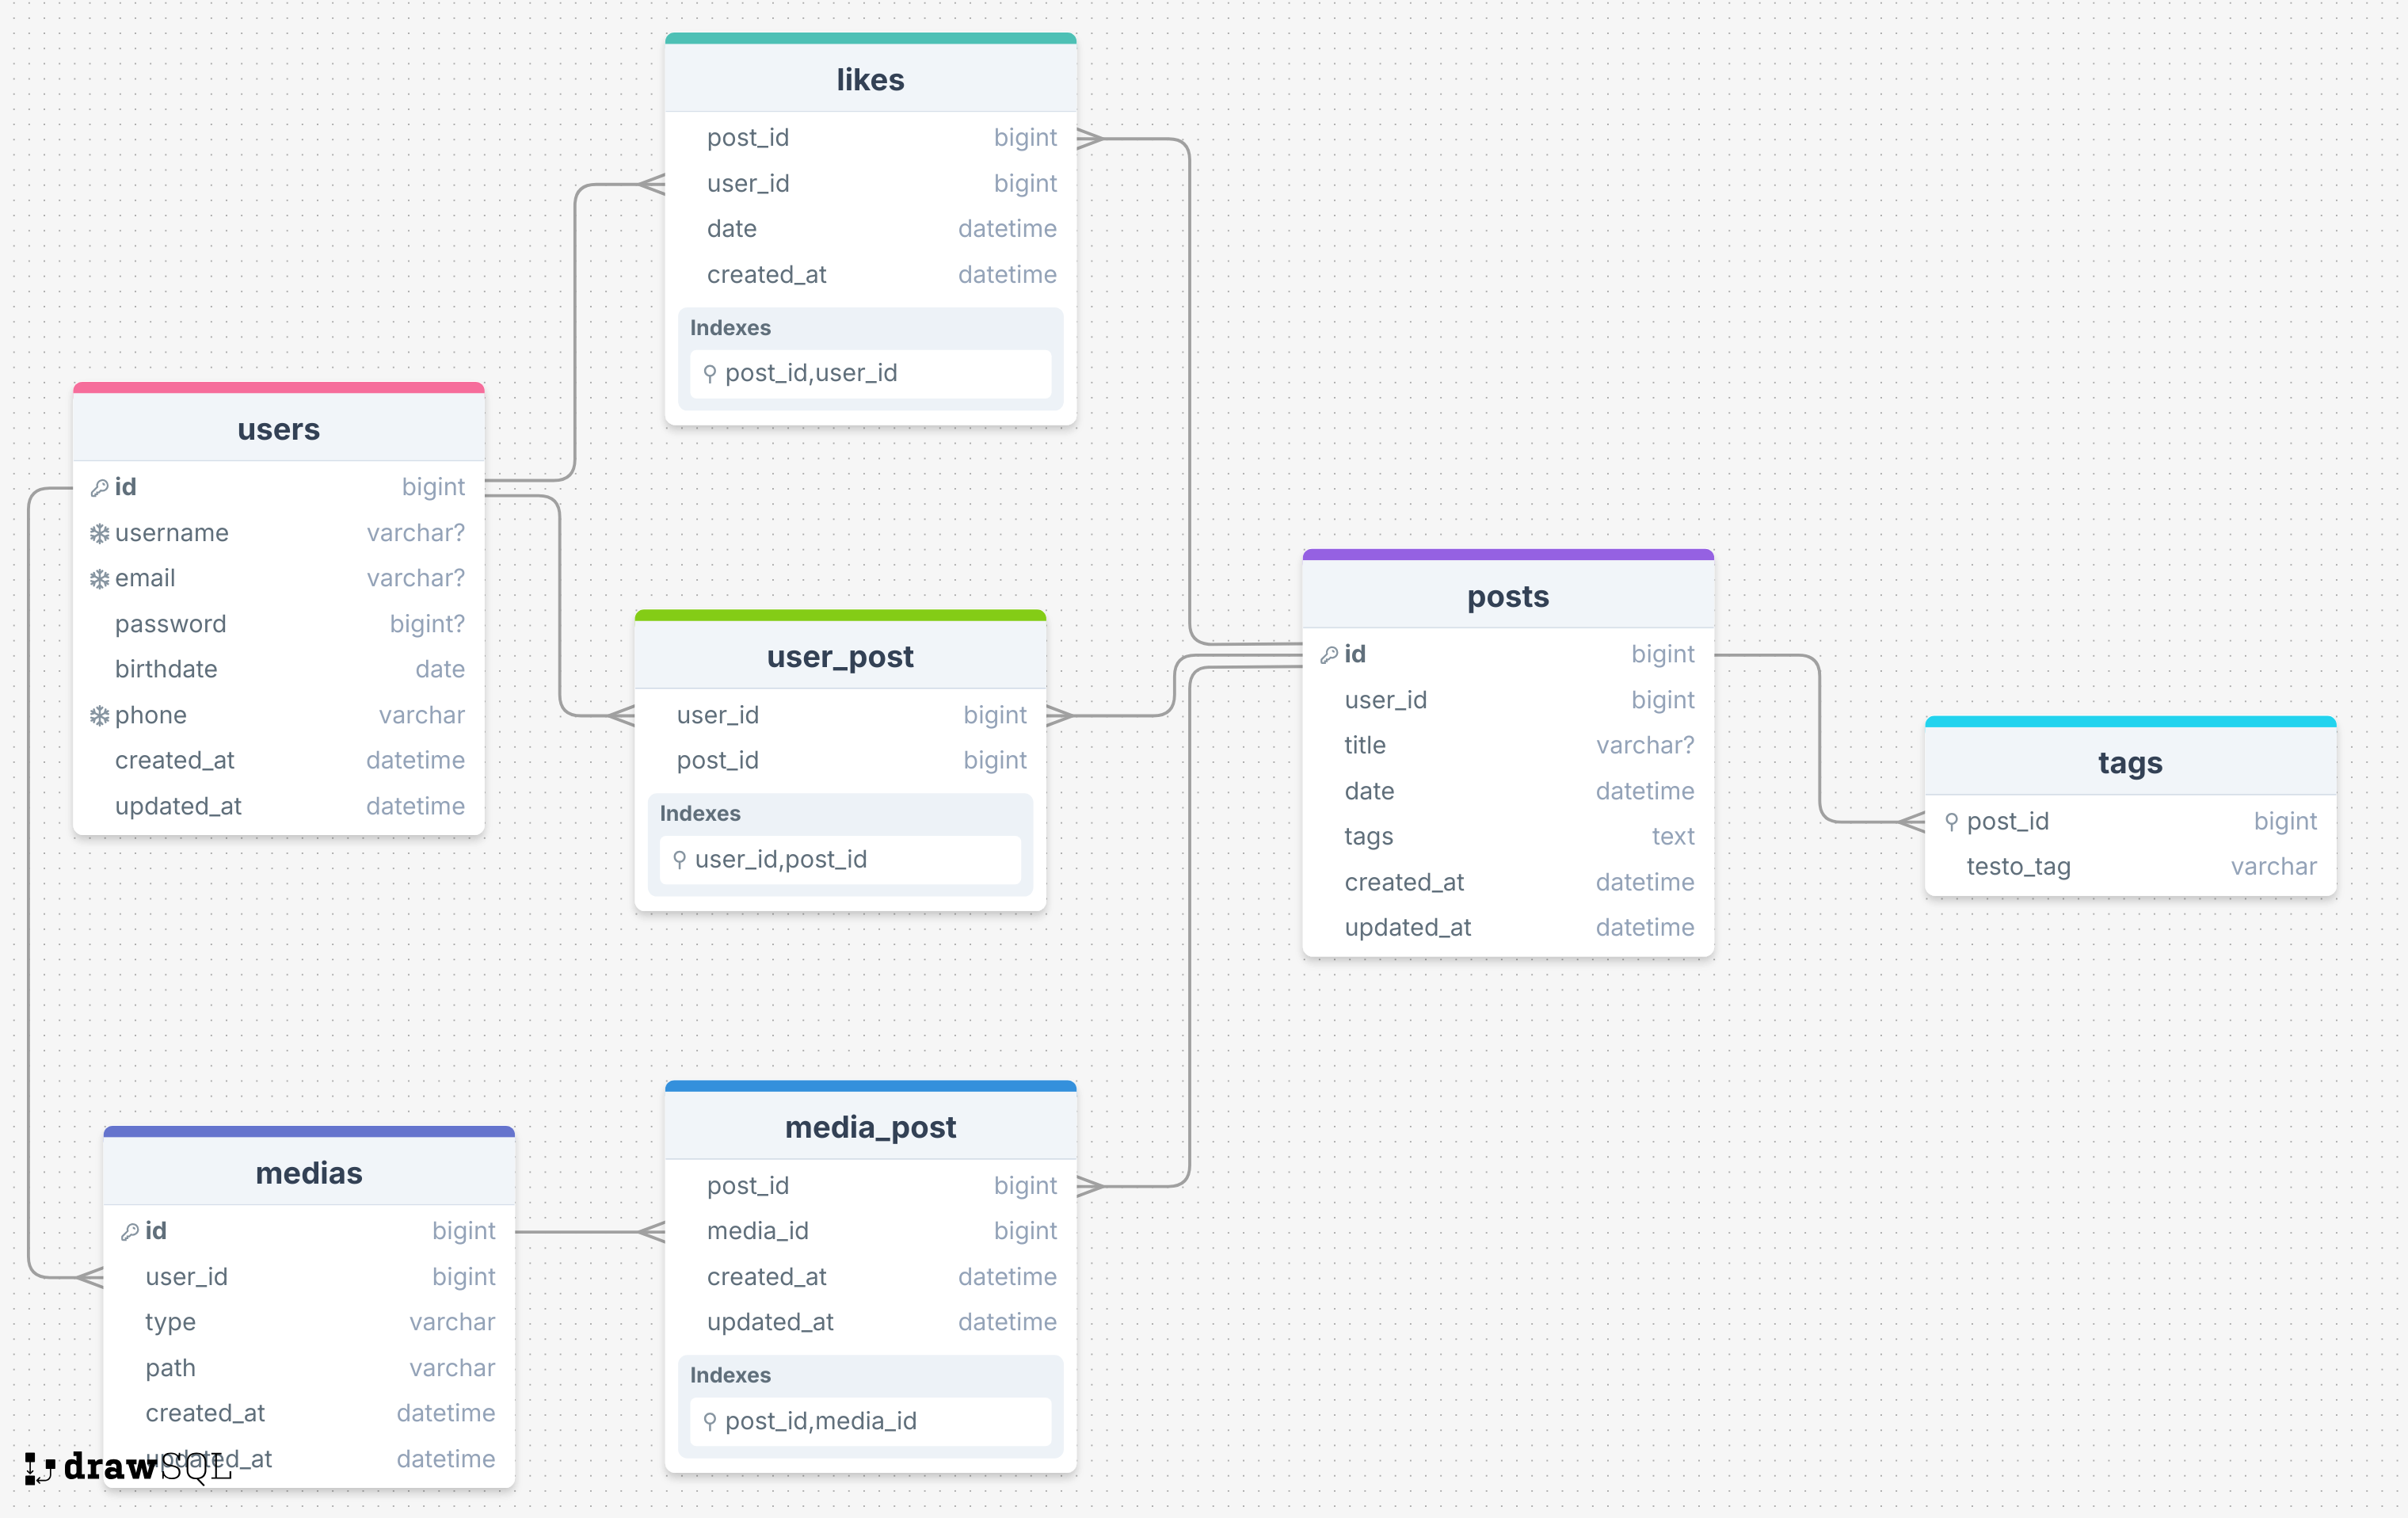 likes
post_id bigint
user_id bigint
date datetime
created_at datetime
Indexes
post_id,user_id
users
id bigint
username varchar?
email varchar?
password bigint?
birthdate date
phone varchar
created_at datetime
updated_at datetime
user_post
user_id bigint
post_id bigint
Indexes
user_id,post_id
posts
id bigint
user_id bigint
title varchar?
date datetime
tags text
created_at datetime
updated_at datetime
tags
post_id bigint
testo_tag varchar
medias
id bigint
user_id bigint
type varchar
path varchar
created_at datetime
updated_at datetime
media_post
post_id bigint
media_id bigint
created_at datetime
updated_at datetime
Indexes
post_id,media_id
drawSQL